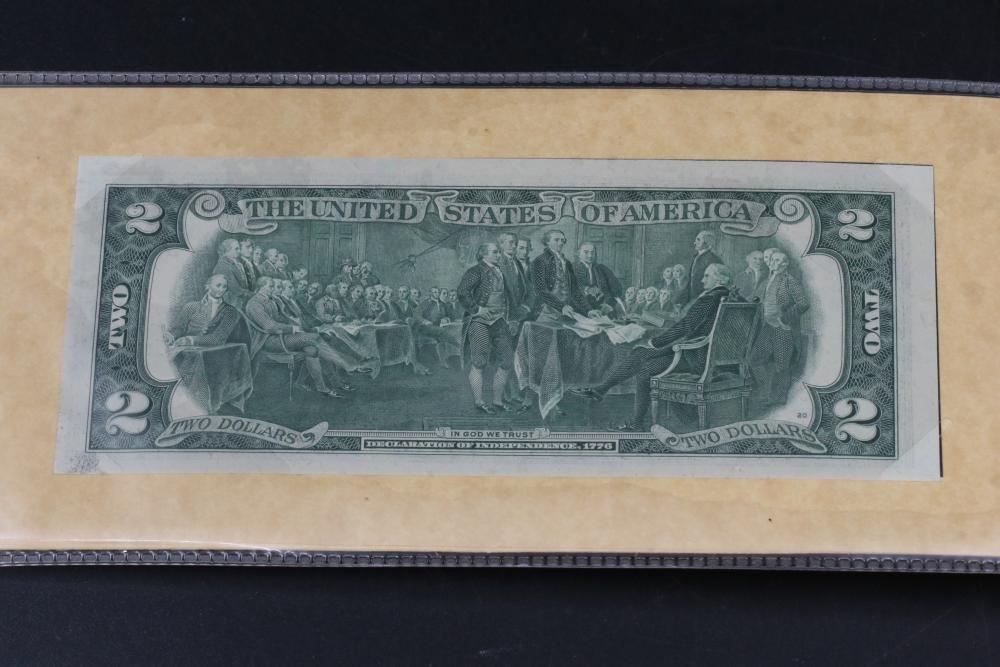 2 THE UNITED STATES OF AMERICA 2
TWO TWO
20
2 TWO DOLLARS TWO DOLLARS 2
IN GOD WE TRUST
DECLARATION OF INDEPENDENCE, 1776